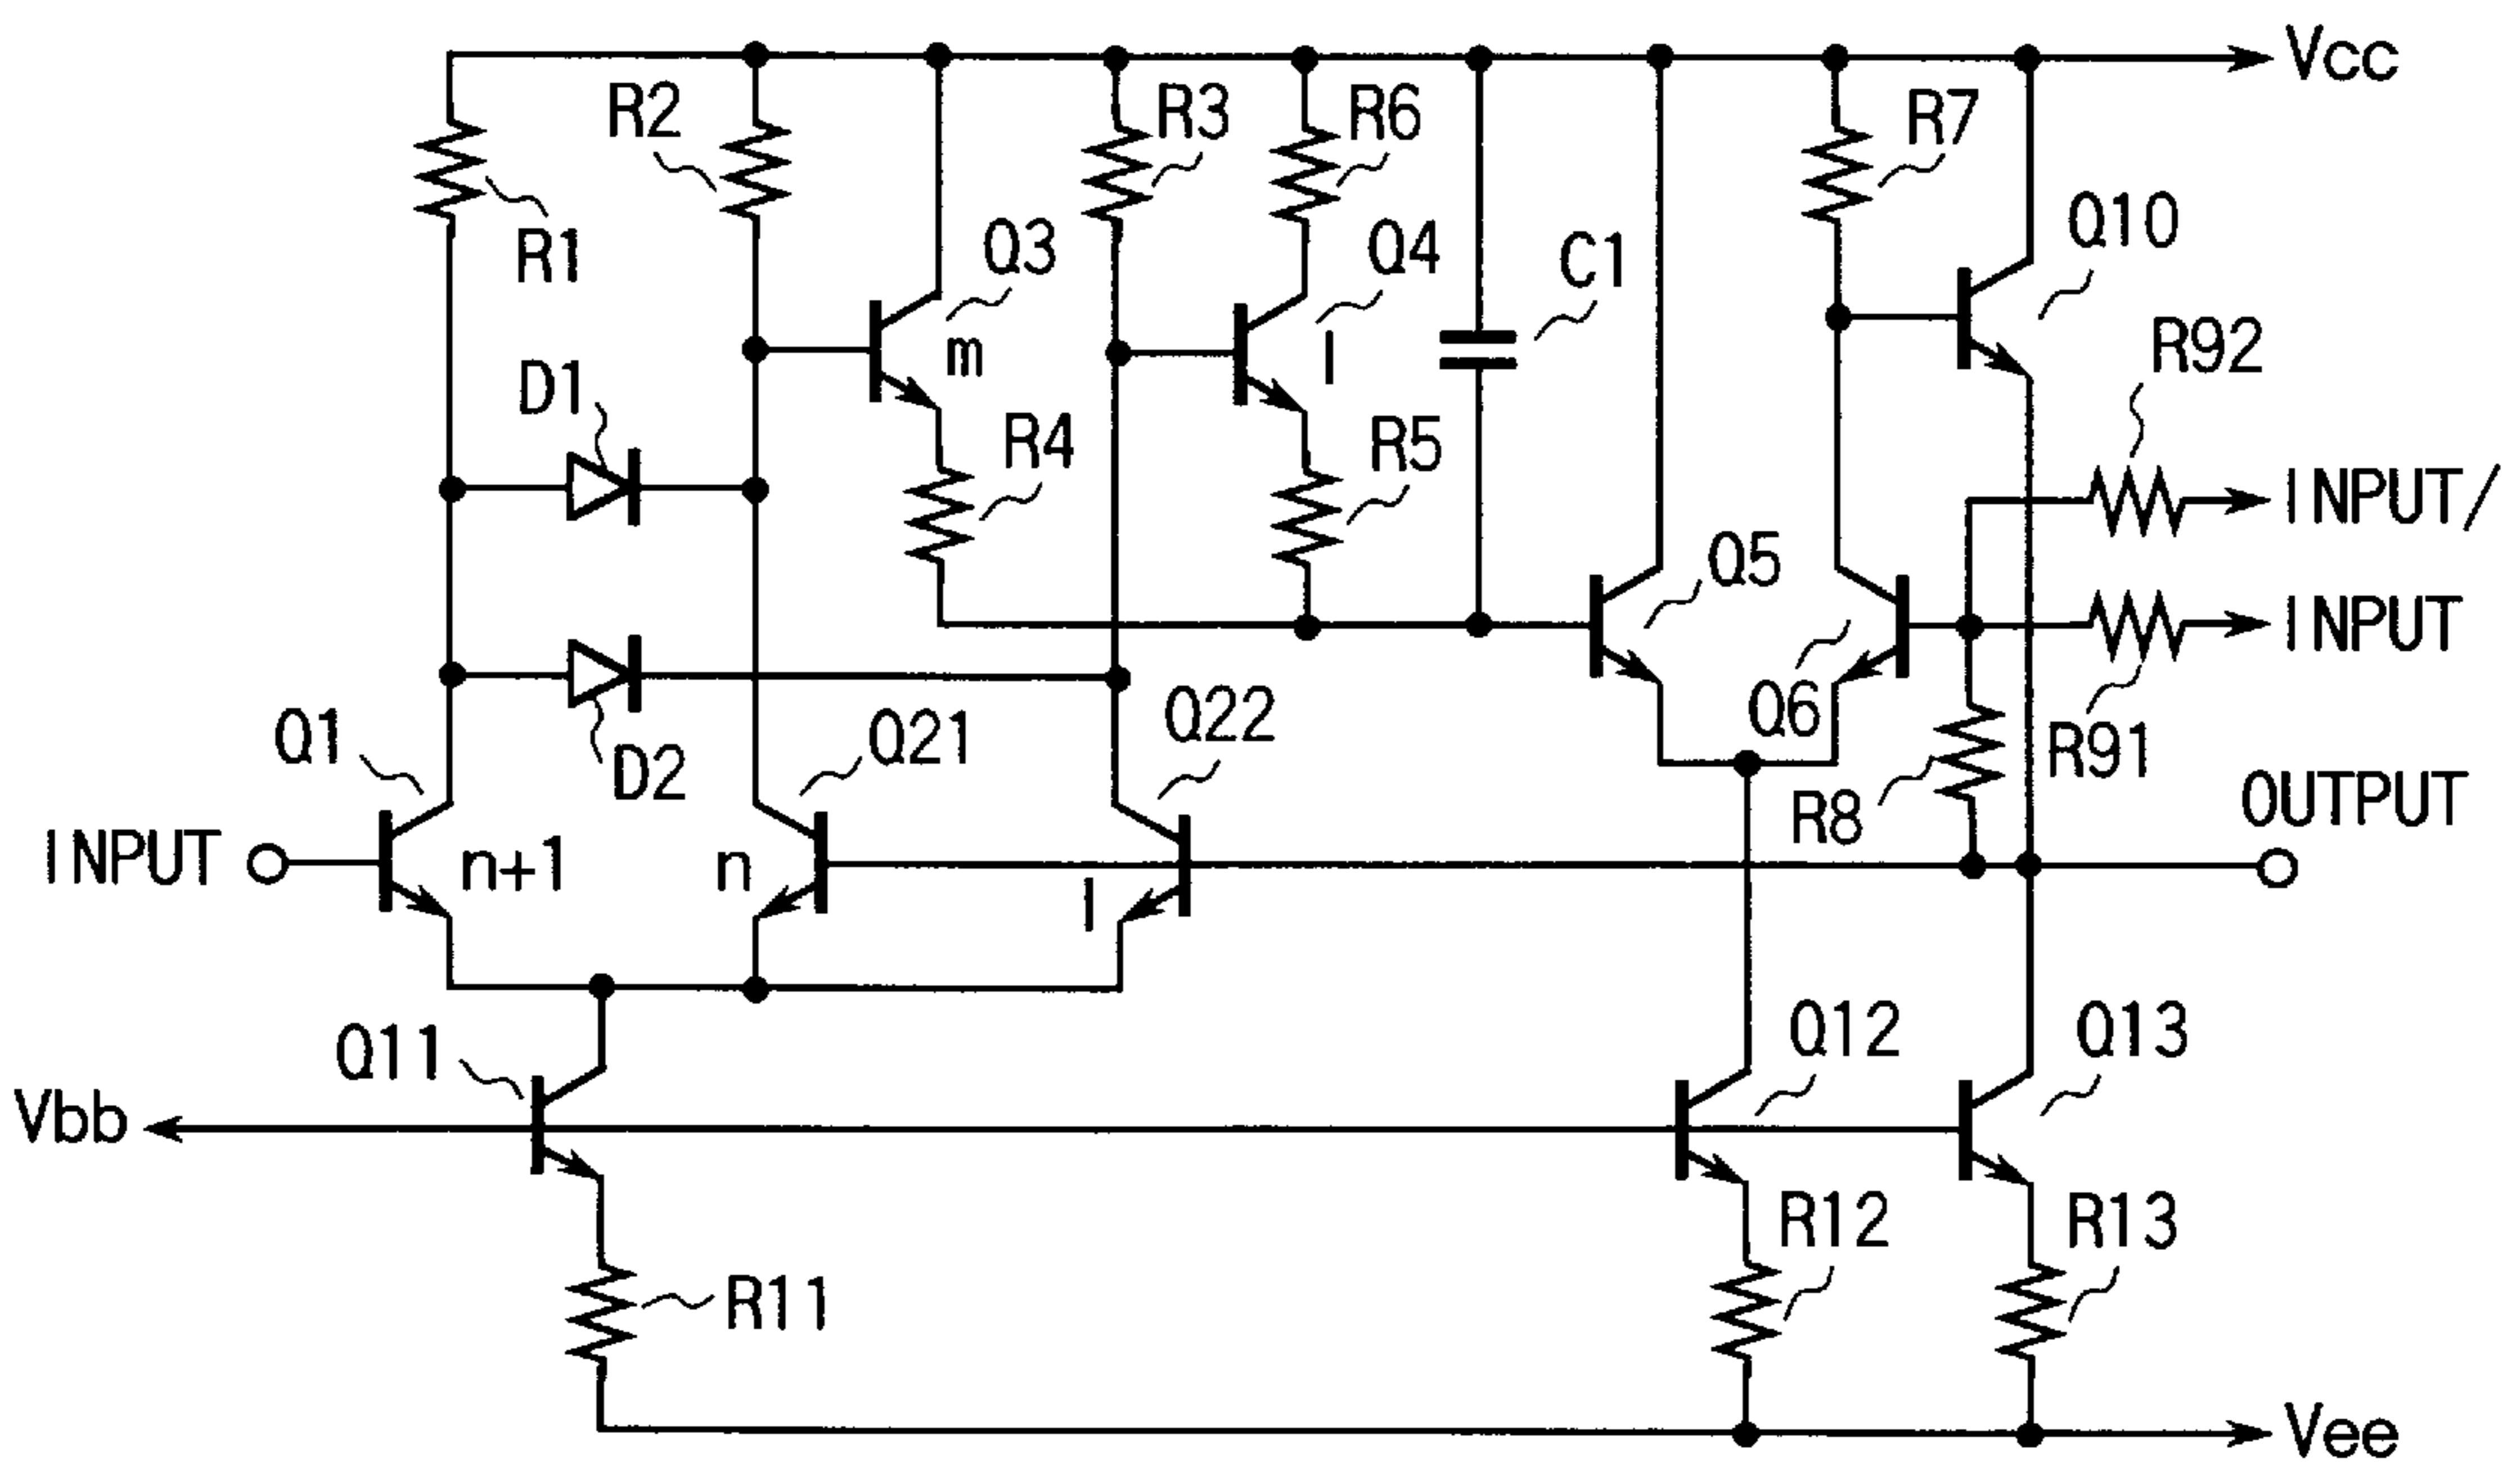 Vcc
R2
R3
R6
R7
R1
Q3
Q4
C1
Q10
m
l
R92
D1
R4
R5
INPUT/
Q5
INPUT
Q6
Q1
Q21
Q22
D2
R91
R8
OUTPUT
INPUT
n+1
n
l
Q11
Q12
Q13
Vbb
R12
R13
R11
Vee